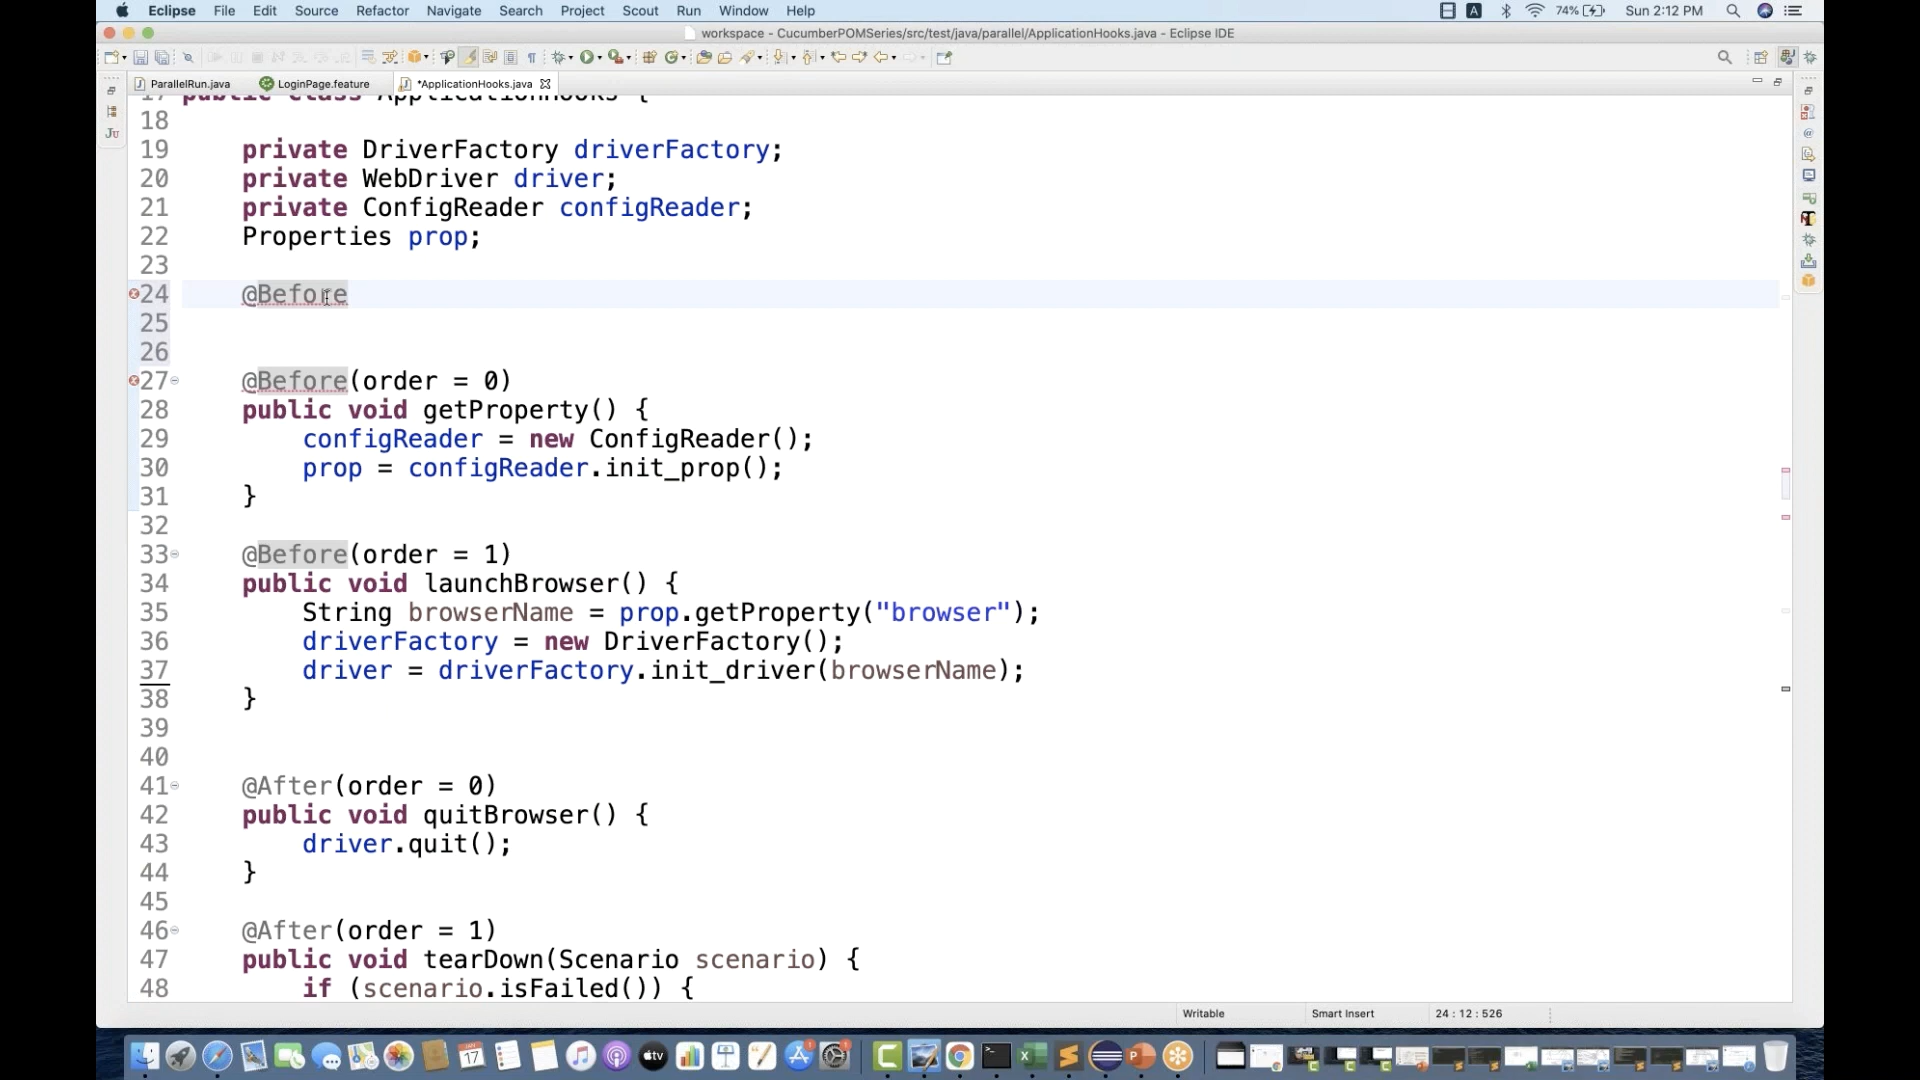 Eclipse File Edit Source Refactor Navigate Search Project Scout Run Window Help 74% Sun 2:12 PM
workspace - CucumberPOMSeries/src/test/java/parallel/ApplicationHooks.java - Eclipse IDE
ParallelRun.java LoginPage.feature *ApplicationHooks.java
17 public class ApplicationHooks {
18
19 private DriverFactory driverFactory;
20 private WebDriver driver;
21 private ConfigReader configReader;
22 Properties prop;
23
24 @Before
25
26
27 @Before(order = 0)
28 public void getProperty() {
29 configReader = new ConfigReader();
30 prop = configReader.init_prop();
31 }
32
33 @Before(order = 1)
34 public void launchBrowser() {
35 String browserName = prop.getProperty("browser");
36 driverFactory = new DriverFactory();
37 driver = driverFactory.init_driver(browserName);
38 }
39
40
41 @After(order = 0)
42 public void quitBrowser() {
43 driver.quit();
44 }
45
46 @After(order = 1)
47 public void tearDown(Scenario scenario) {
48 if (scenario.isFailed()) {
Writable Smart Insert 24 : 12 : 526